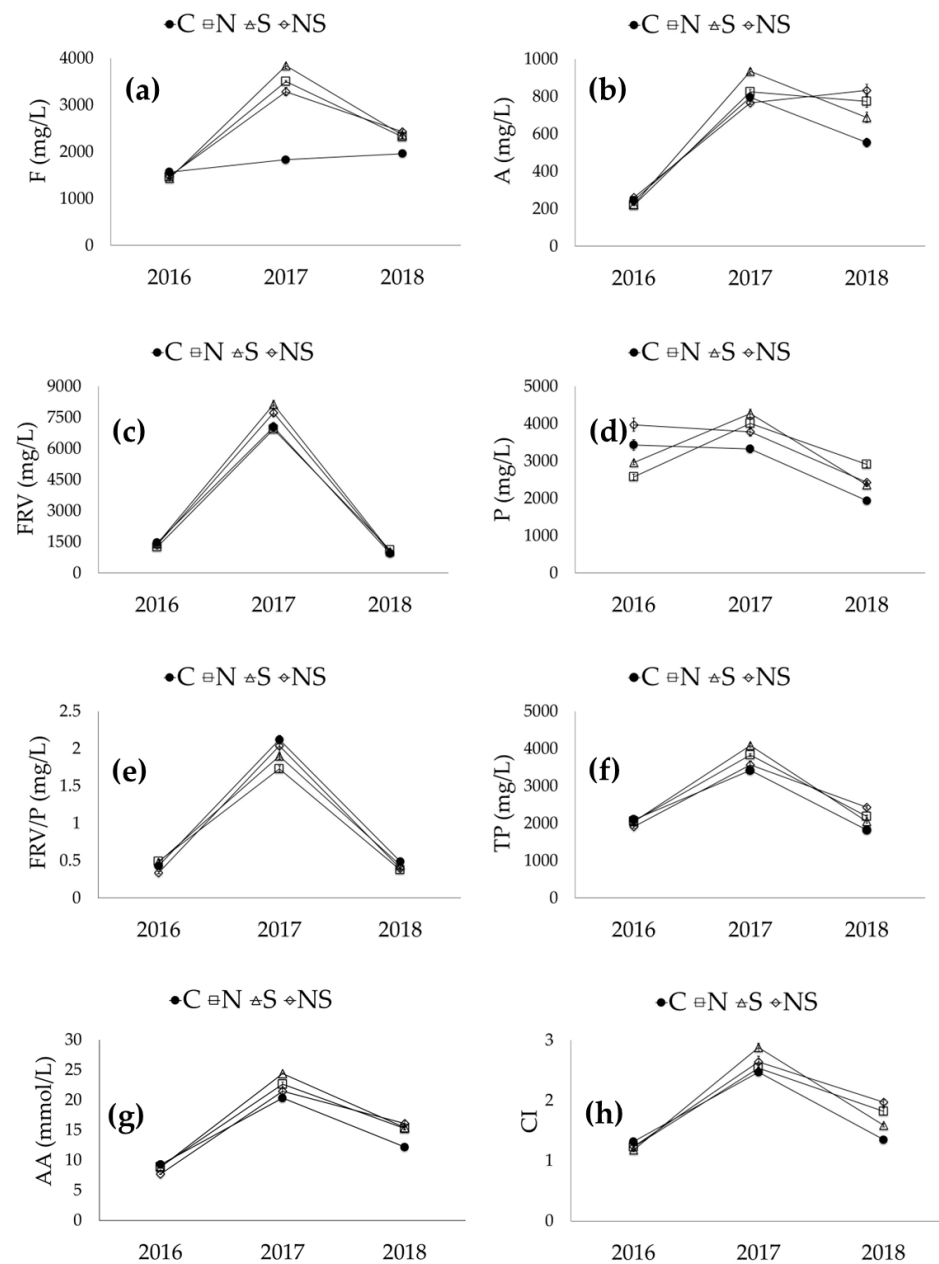 C N S NS
(a)
F (mg/L)
4000
3000
2000
1000
0
2016 2017 2018
C N S NS
(b)
A (mg/L)
1000
800
600
400
200
0
2016 2017 2018
C N S NS
(c)
FRV (mg/L)
9000
7500
6000
4500
3000
1500
0
2016 2017 2018
C N S NS
(d)
P (mg/L)
5000
4000
3000
2000
1000
0
2016 2017 2018
C N S NS
(e)
FRV/P (mg/L)
2.5
2
1.5
1
0.5
0
2016 2017 2018
C N S NS
(f)
TP (mg/L)
5000
4000
3000
2000
1000
0
2016 2017 2018
C N S NS
(g)
AA (mmol/L)
30
25
20
15
10
5
0
2016 2017 2018
C N S NS
(h)
CI
3
2
1
0
2016 2017 2018